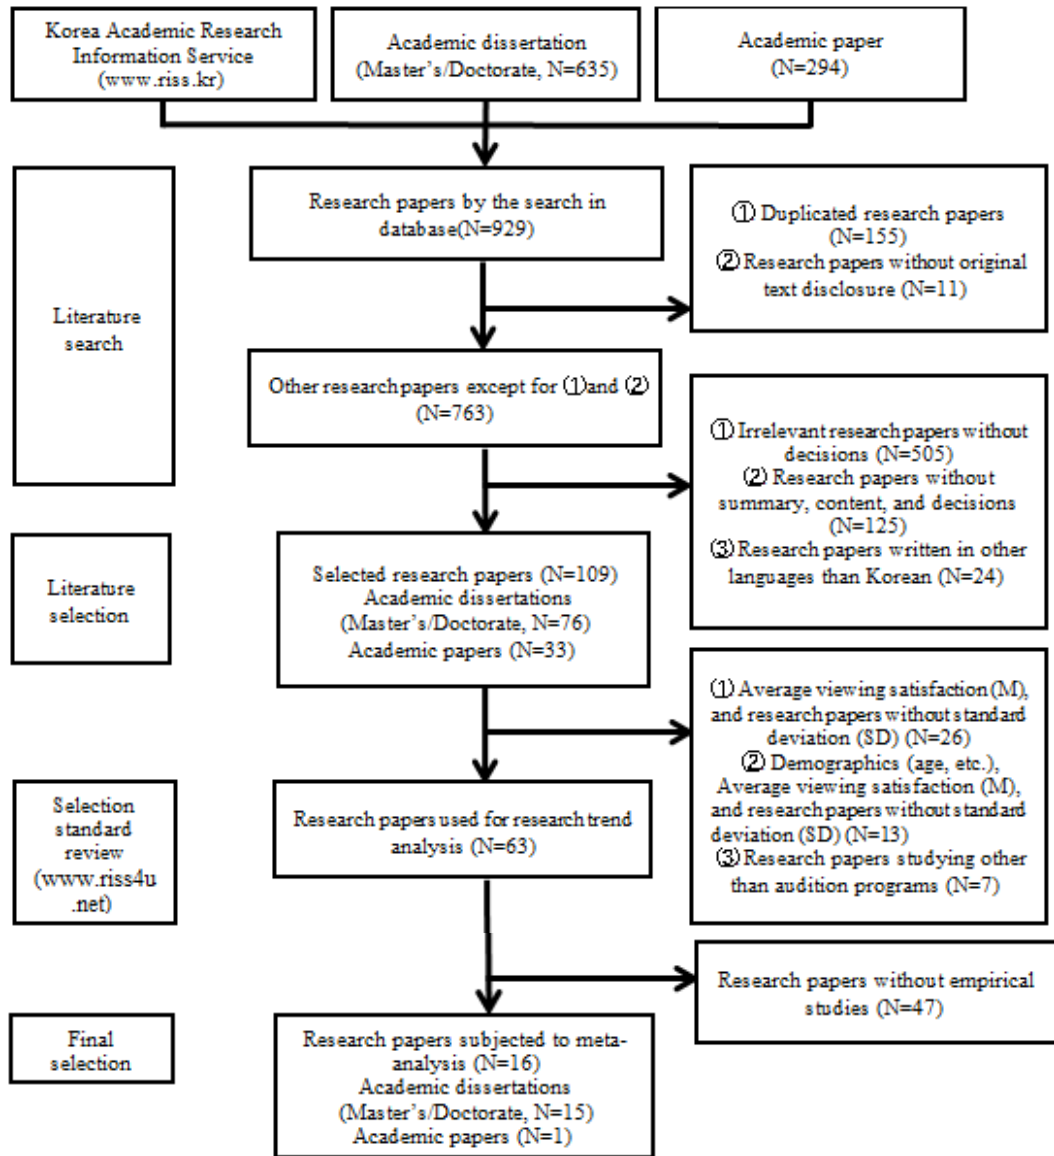 Korea Academic Research
Information Service
(www.riss.kr)
Academic dissertation
(Master's/Doctorate, N=635)
Academic paper
(N=294)
Literature
search
Research papers by the search in
database(N=929)
① Duplicated research papers
(N=155)
② Research papers without original
text disclosure (N=11)
Other research papers except for ①and ②
(N=763)
① Irrelevant research papers without
decisions (N=505)
② Research papers without
summary, content, and decisions
(N=125)
③ Research papers written in other
languages than Korean (N=24)
Literature
selection
Selected research papers (N=109)
Academic dissertations
(Master's/Doctorate, N=76)
Academic papers (N=33)
① Average viewing satisfaction (M),
and research papers without standard
deviation (SD) (N=26)
② Demographics (age, etc.),
Average viewing satisfaction (M),
and research papers without standard
deviation (SD) (N=13)
③ Research papers studying other
than audition programs (N=7)
Selection
standard
review
(www.riss4u
.net)
Research papers used for research trend
analysis (N=63)
Research papers without empirical
studies (N=47)
Final
selection
Research papers subjected to meta-
analysis (N=16)
Academic dissertations
(Master's/Doctorate, N=15)
Academic papers (N=1)